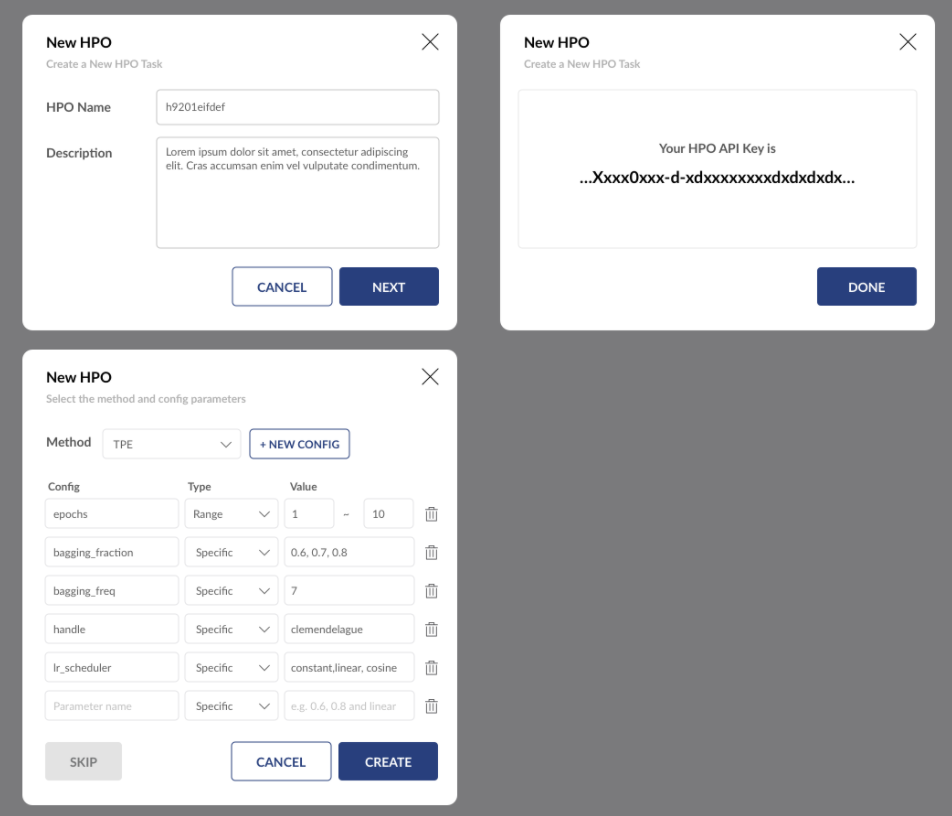 New HPO
Create a New HPO Task
HPO Name
h9201eifdef
Description
Lorem ipsum dolor sit amet, consectetur adipiscing
elit. Cras accumsan enim vel vulputate condimentum.
CANCEL
NEXT
New HPO
Create a New HPO Task
Your HPO API Key is
...Xxxx0xxx-d-xdxxxxxxxxdxdxdxdx...
DONE
New HPO
Select the method and config parameters
Method
TPE
+ NEW CONFIG
Config Type Value
epochs Range 1 ~ 10
bagging_fraction Specific 0.6, 0.7, 0.8
bagging_freq Specific 7
handle Specific clemendelague
lr_scheduler Specific constant,linear, cosine
Parameter name Specific e.g. 0.6, 0.8 and linear
SKIP
CANCEL
CREATE